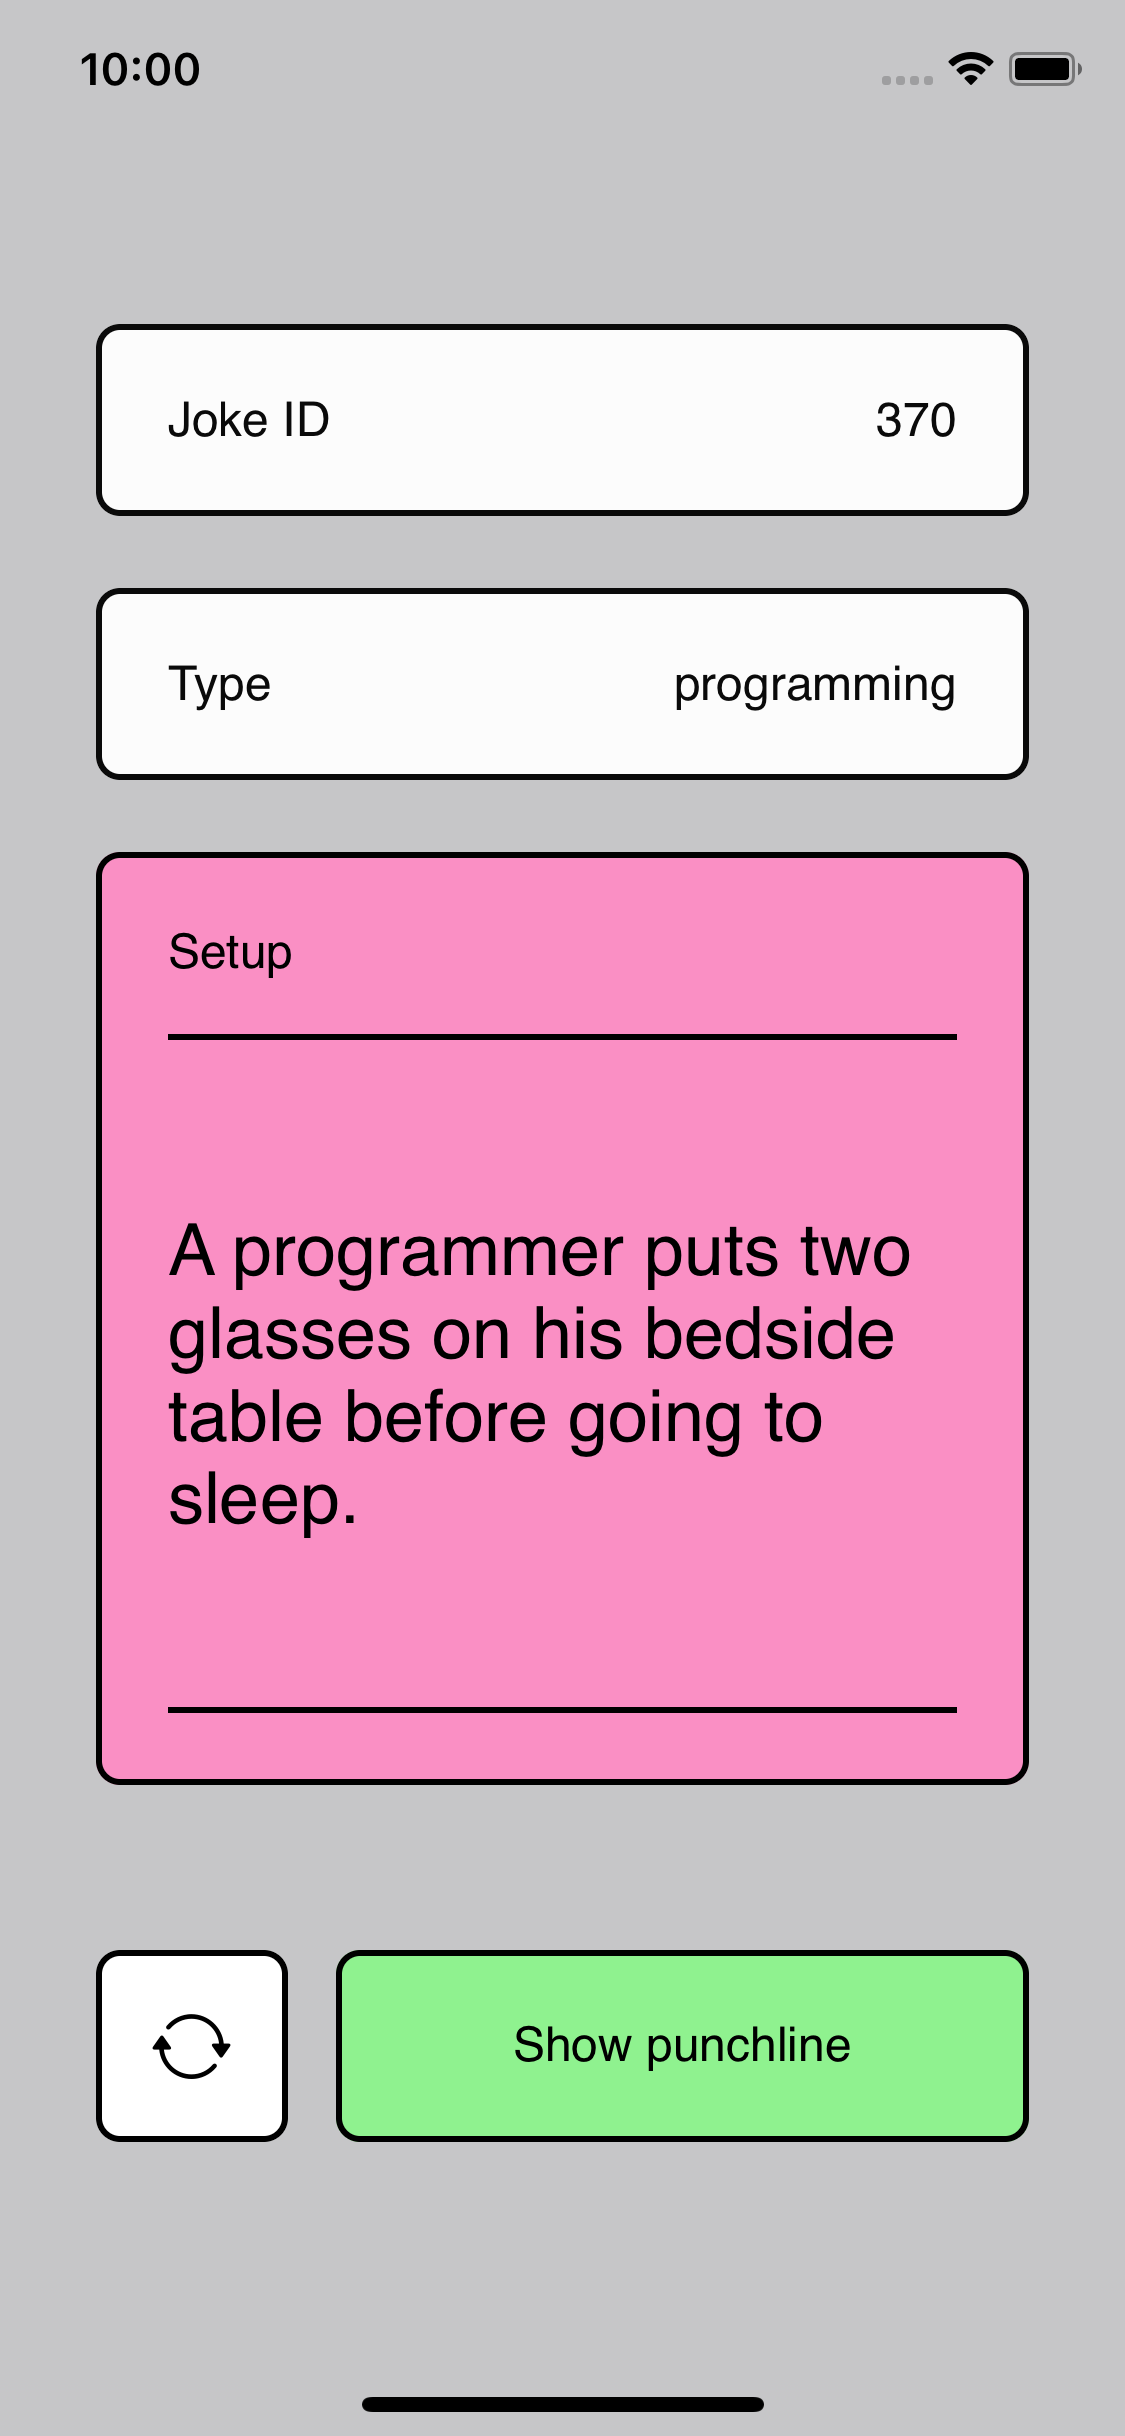 10:00
Joke ID 370
Type programming
Setup
A programmer puts two
glasses on his bedside
table before going to
sleep.
Show punchline